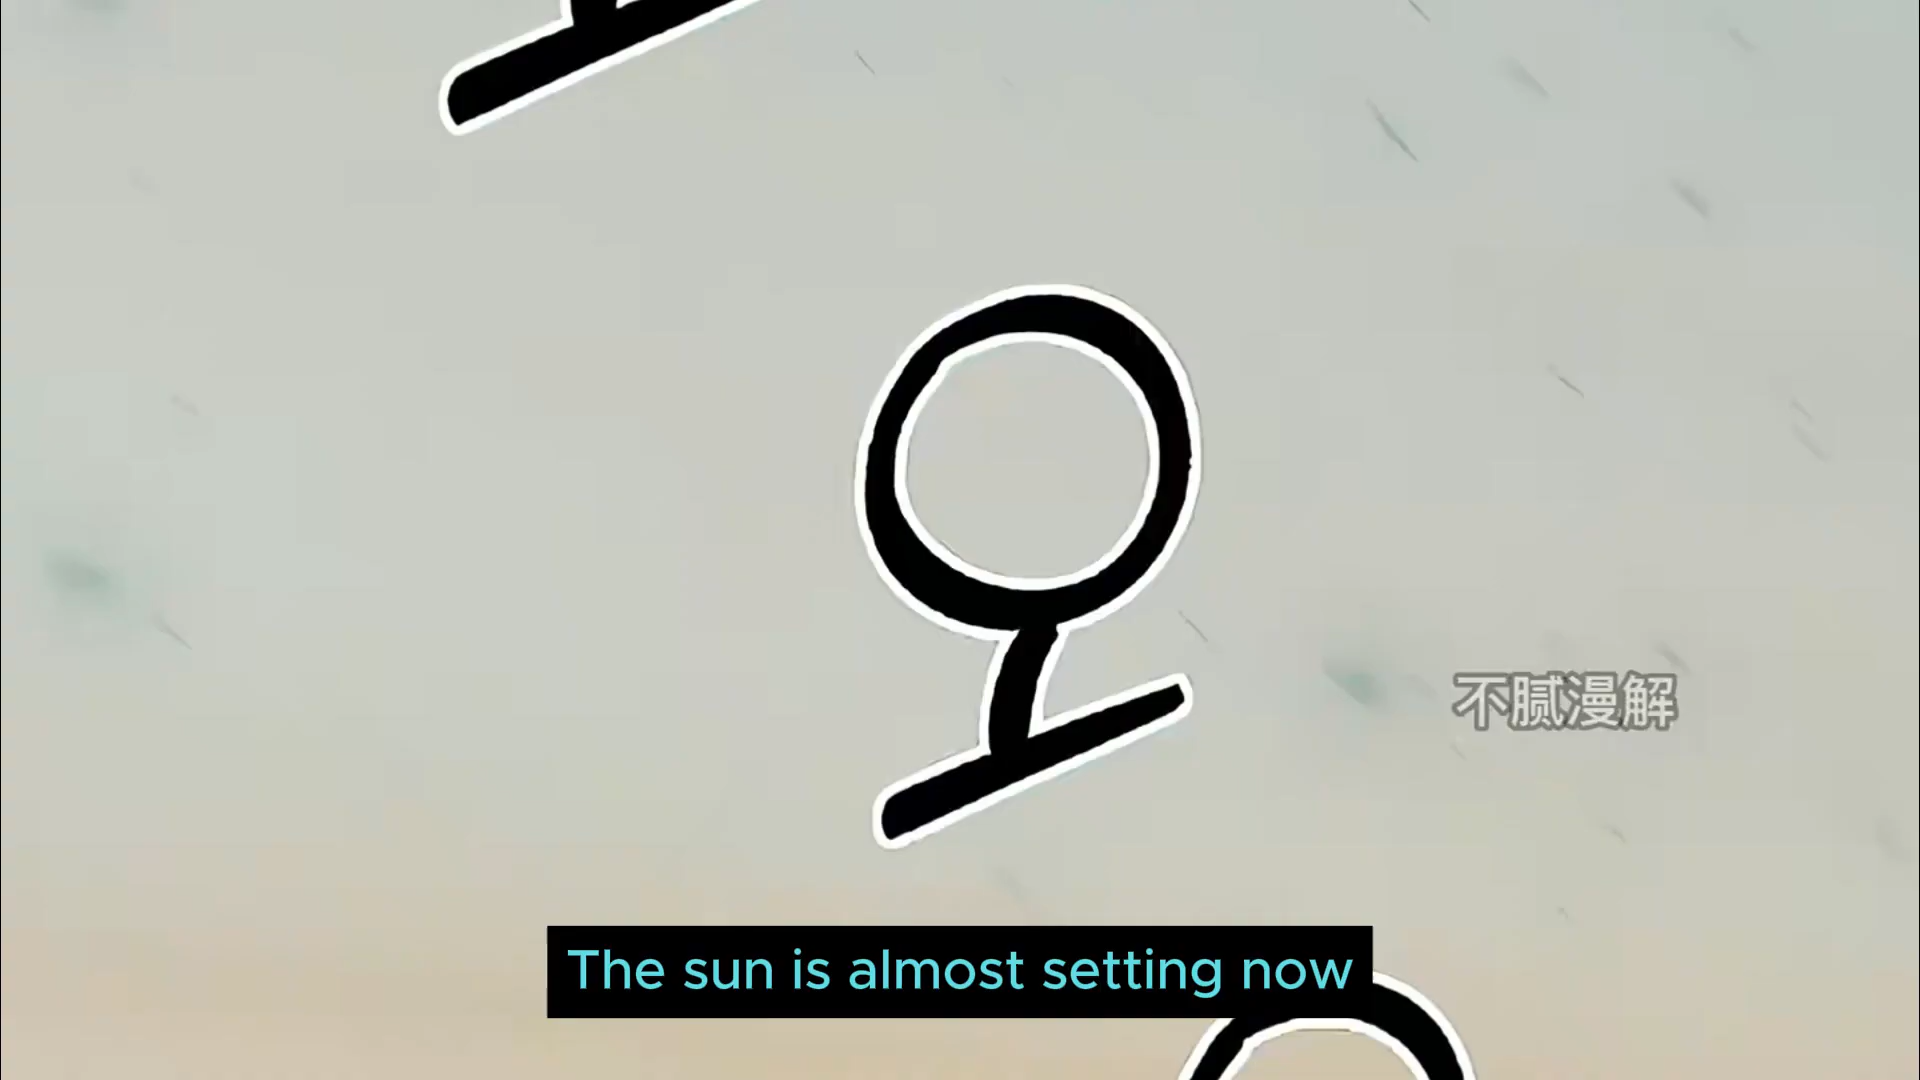 오
不腻漫解
The sun is almost setting now